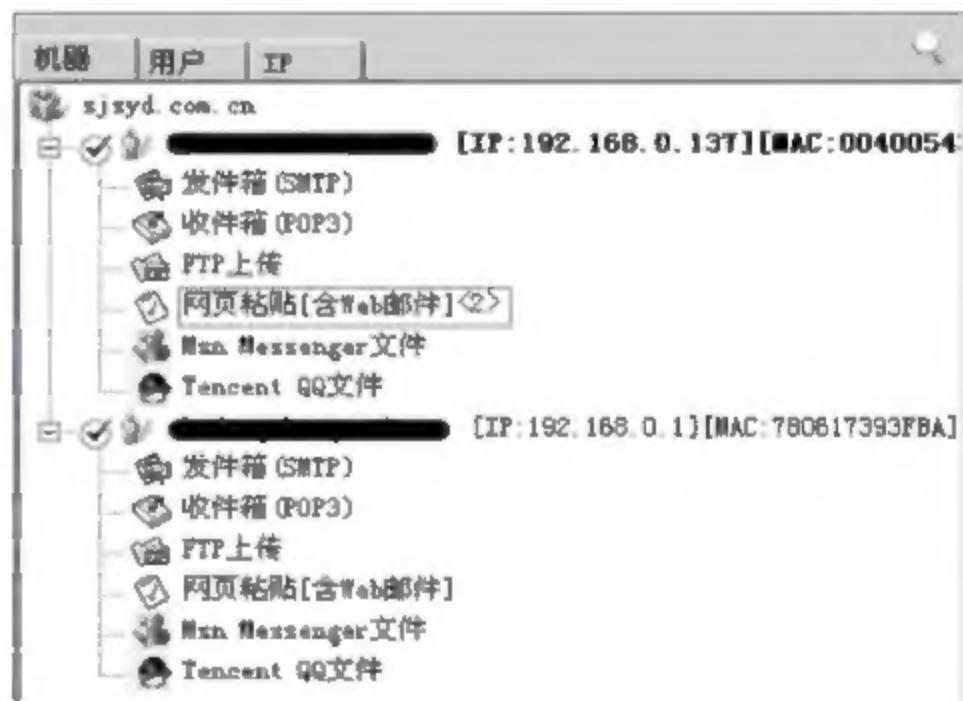 机器 用户 IP
sjzyd.com.cn
[IP:192.168.0.137][MAC:0040054
发件箱(SMTP)
收件箱(POP3)
FTP上传
网页粘贴[含Web邮件]<2>
Msn Messenger文件
Tencent QQ文件
[IP:192.168.0.1][MAC:780617393FBA]
发件箱(SMTP)
收件箱(POP3)
FTP上传
网页粘贴[含Web邮件]
Msn Messenger文件
Tencent QQ文件